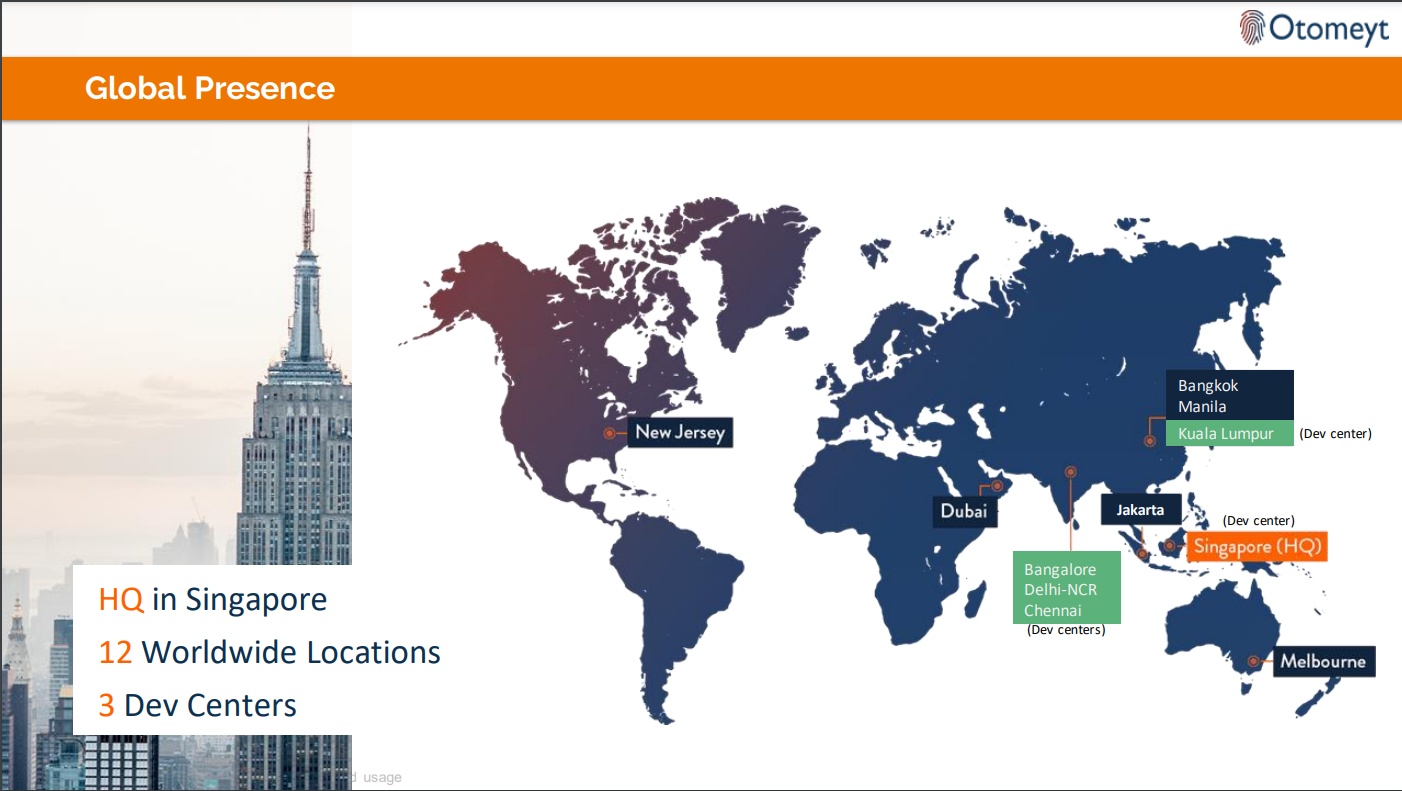 Otomeyt
Global Presence
Bangkok
Manila
Kuala Lumpur (Dev center)
New Jersey
Dubai
Jakarta
(Dev center)
Singapore (HQ)
Bangalore
Delhi-NCR
Chennai
(Dev centers)
Melbourne
HQ in Singapore
12 Worldwide Locations
3 Dev Centers
usage